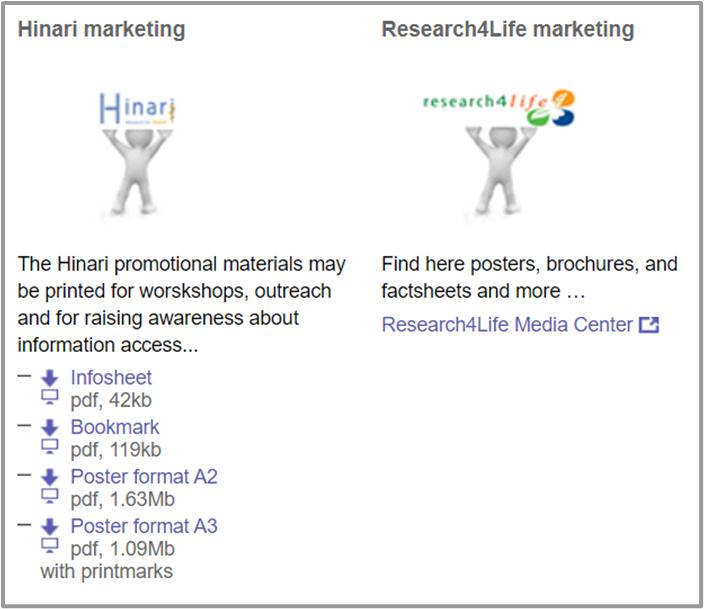 Hinari marketing
Hinari
The Hinari promotional materials may
be printed for worskshops, outreach
and for raising awareness about
information access...
Infosheet
pdf, 42kb
Bookmark
pdf, 119kb
Poster format A2
pdf, 1.63Mb
Poster format A3
pdf, 1.09Mb
with printmarks
Research4Life marketing
research4life
Find here posters, brochures, and
factsheets and more …
Research4Life Media Center